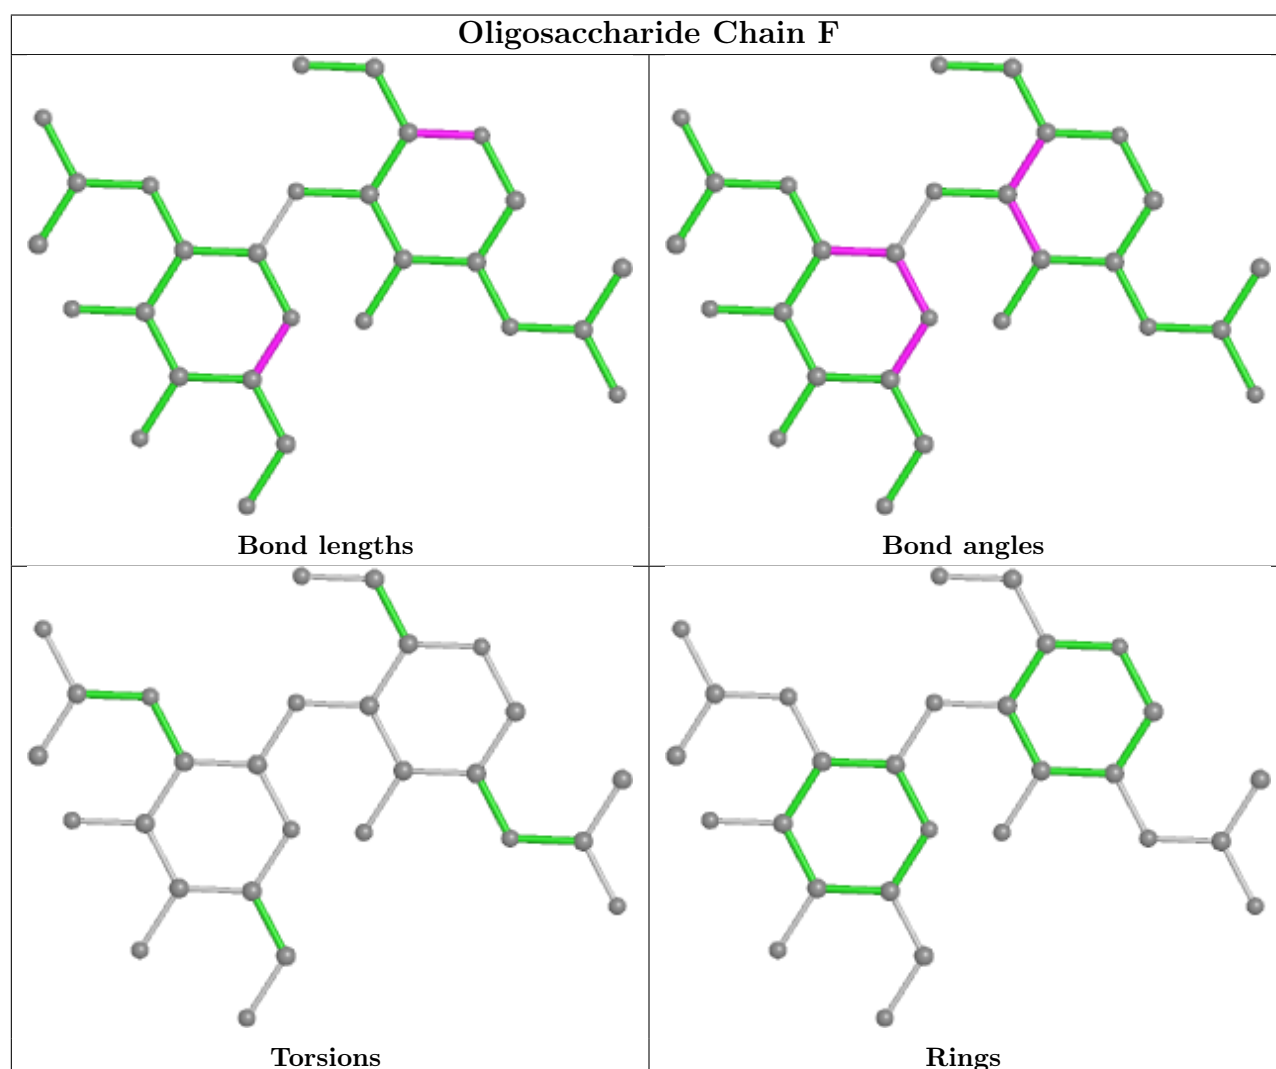 Oligosaccharide Chain F
Bond lengths
Bond angles
Torsions
Rings